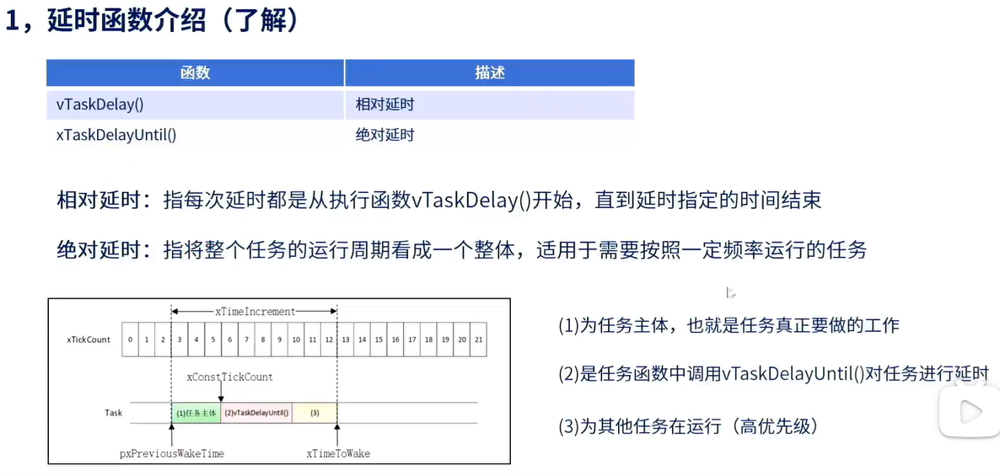 1，延时函数介绍（了解）
函数 描述
vTaskDelay() 相对延时
xTaskDelayUntil() 绝对延时
相对延时：指每次延时都是从执行函数vTaskDelay()开始，直到延时指定的时间结束
绝对延时：指将整个任务的运行周期看成一个整体，适用于需要按照一定频率运行的任务
xTimeIncrement
xTickCount 0 1 2 3 4 5 6 7 8 9 10 11 12 13 14 15 16 17 18 19 20 21
xConstTickCount
Task (1)任务主体 (2)vTaskDelayUntil() (3)
pxPreviousWakeTime xTimeToWake
(1)为任务主体，也就是任务真正要做的工作
(2)是任务函数中调用vTaskDelayUntil()对任务进行延时
(3)为其他任务在运行（高优先级）